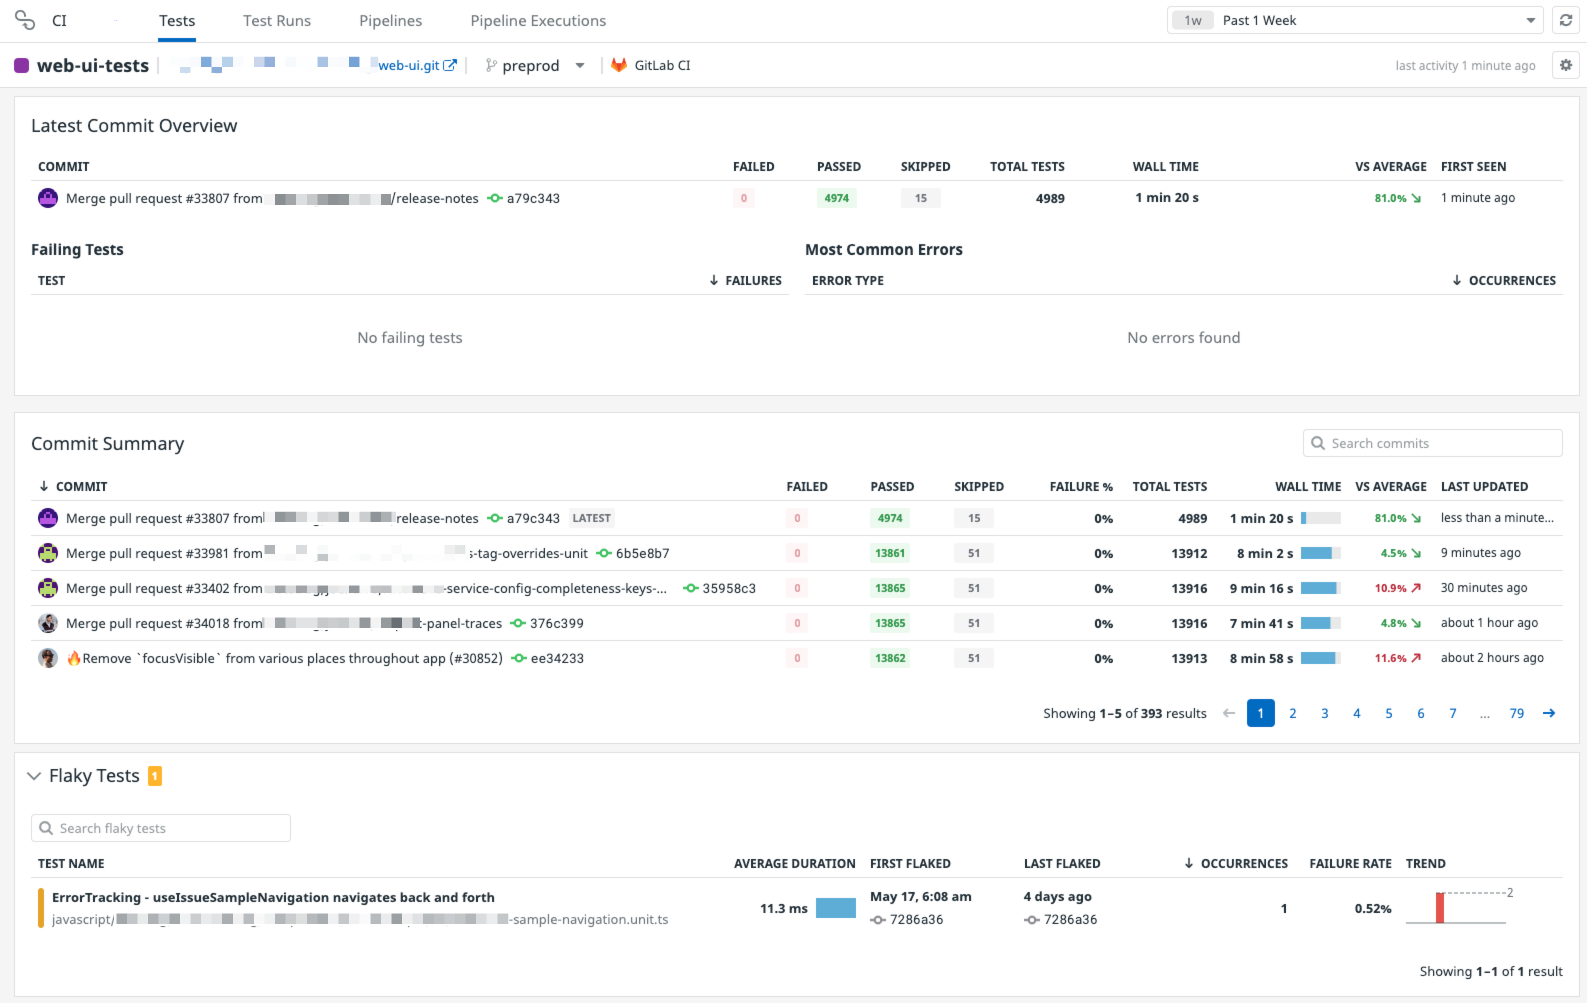 CI Tests Test Runs Pipelines Pipeline Executions 1w Past 1 Week
web-ui-tests web-ui.git preprod GitLab CI last activity 1 minute ago
Latest Commit Overview
COMMIT FAILED PASSED SKIPPED TOTAL TESTS WALL TIME VS AVERAGE FIRST SEEN
Merge pull request #33807 from /release-notes a79c343 0 4974 15 4989 1 min 20 s 81.0% ↘ 1 minute ago
Failing Tests Most Common Errors
TEST ↓ FAILURES ERROR TYPE ↓ OCCURRENCES
No failing tests No errors found
Commit Summary Search commits
↓ COMMIT FAILED PASSED SKIPPED FAILURE % TOTAL TESTS WALL TIME VS AVERAGE LAST UPDATED
Merge pull request #33807 from release-notes a79c343 LATEST 0 4974 15 0% 4989 1 min 20 s 81.0% ↘ less than a minute...
Merge pull request #33981 from s-tag-overrides-unit 6b5e8b7 0 13861 51 0% 13912 8 min 2 s 4.5% ↘ 9 minutes ago
Merge pull request #33402 from -service-config-completeness-keys-... 35958c3 0 13865 51 0% 13916 9 min 16 s 10.9% ↗ 30 minutes ago
Merge pull request #34018 from t-panel-traces 376c399 0 13865 51 0% 13916 7 min 41 s 4.8% ↘ about 1 hour ago
🔥Remove `focusVisible` from various places throughout app (#30852) ee34233 0 13862 51 0% 13913 8 min 58 s 11.6% ↗ about 2 hours ago
Showing 1–5 of 393 results ← 1 2 3 4 5 6 7 ... 79 →
Flaky Tests 1
Search flaky tests
TEST NAME AVERAGE DURATION FIRST FLAKED LAST FLAKED ↓ OCCURRENCES FAILURE RATE TREND
ErrorTracking - useIssueSampleNavigation navigates back and forth 11.3 ms May 17, 6:08 am 4 days ago 1 0.52% 2
javascript/ -sample-navigation.unit.ts 7286a36 7286a36
Showing 1–1 of 1 result